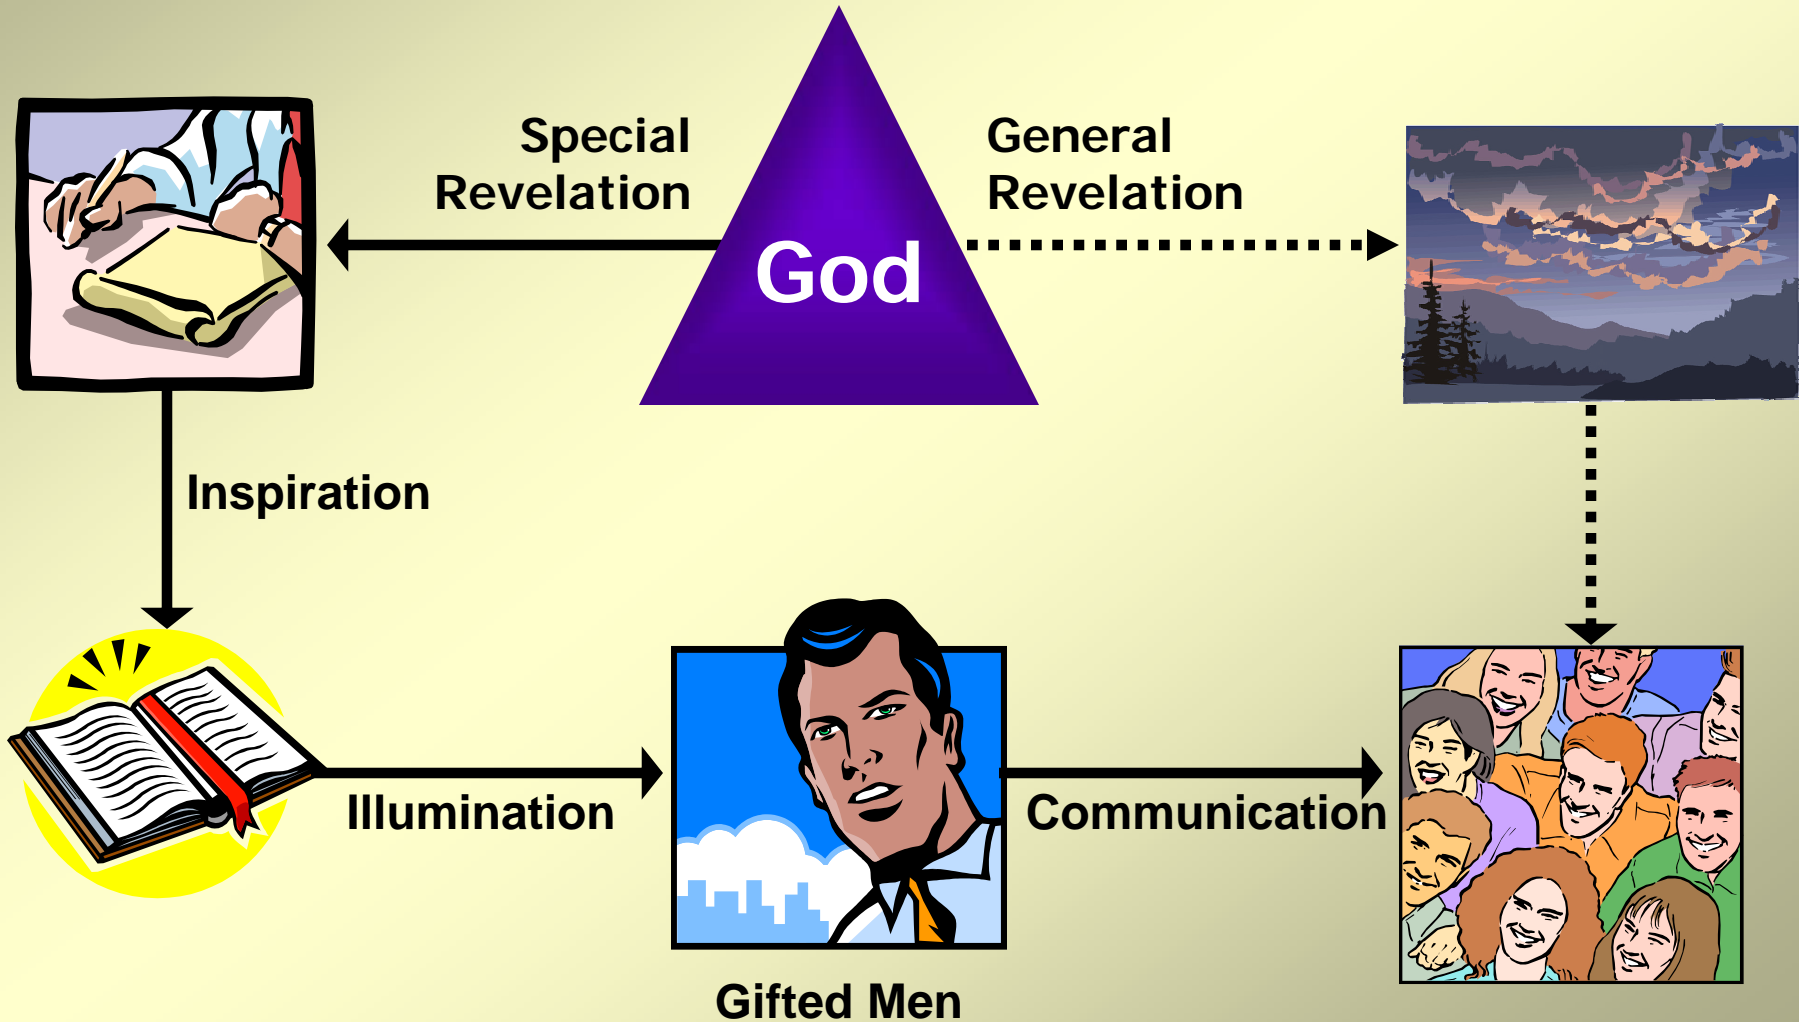 Special
Revelation
General
Revelation
God
Inspiration
Illumination
Communication
Gifted Men